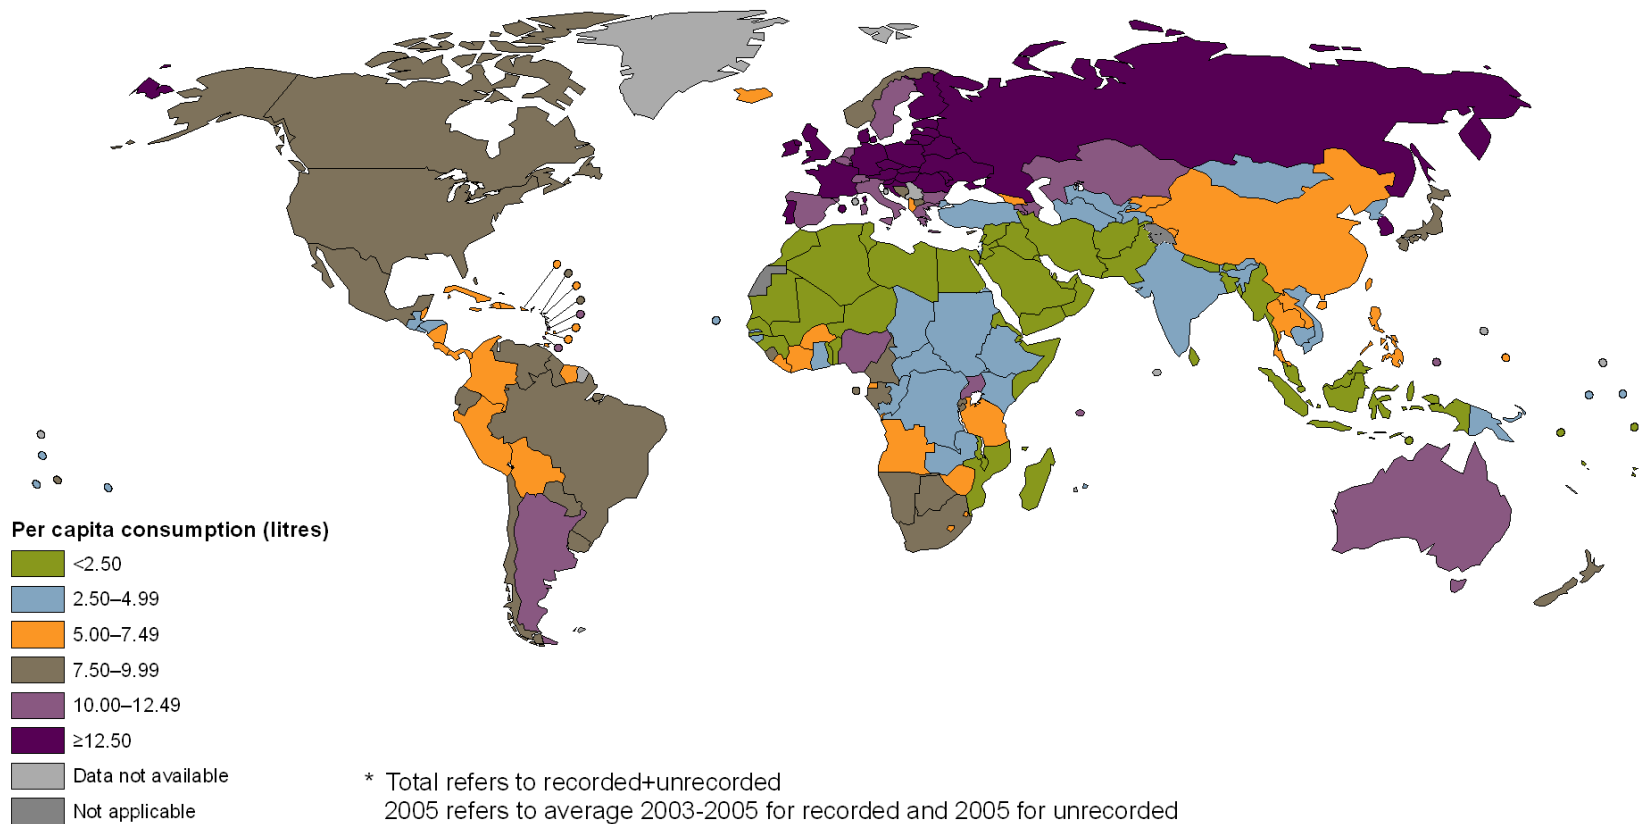 Per capita consumption (litres)
<2.50
2.50–4.99
5.00–7.49
7.50–9.99
10.00–12.49
≥12.50
Data not available
Not applicable
* Total refers to recorded+unrecorded
2005 refers to average 2003-2005 for recorded and 2005 for unrecorded